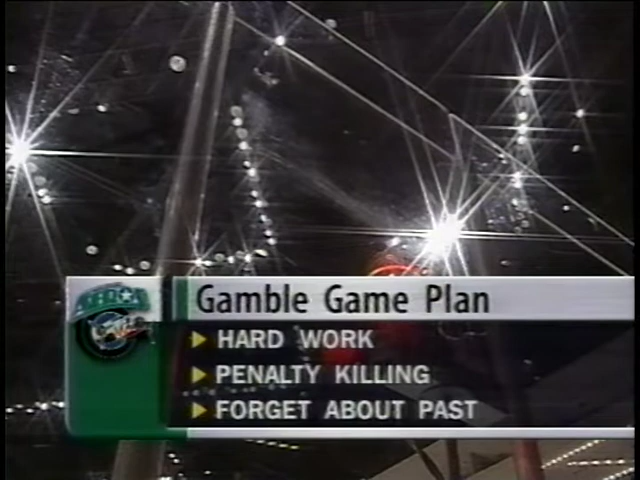 Gamble Game Plan
HARD WORK
PENALTY KILLING
FORGET ABOUT PAST